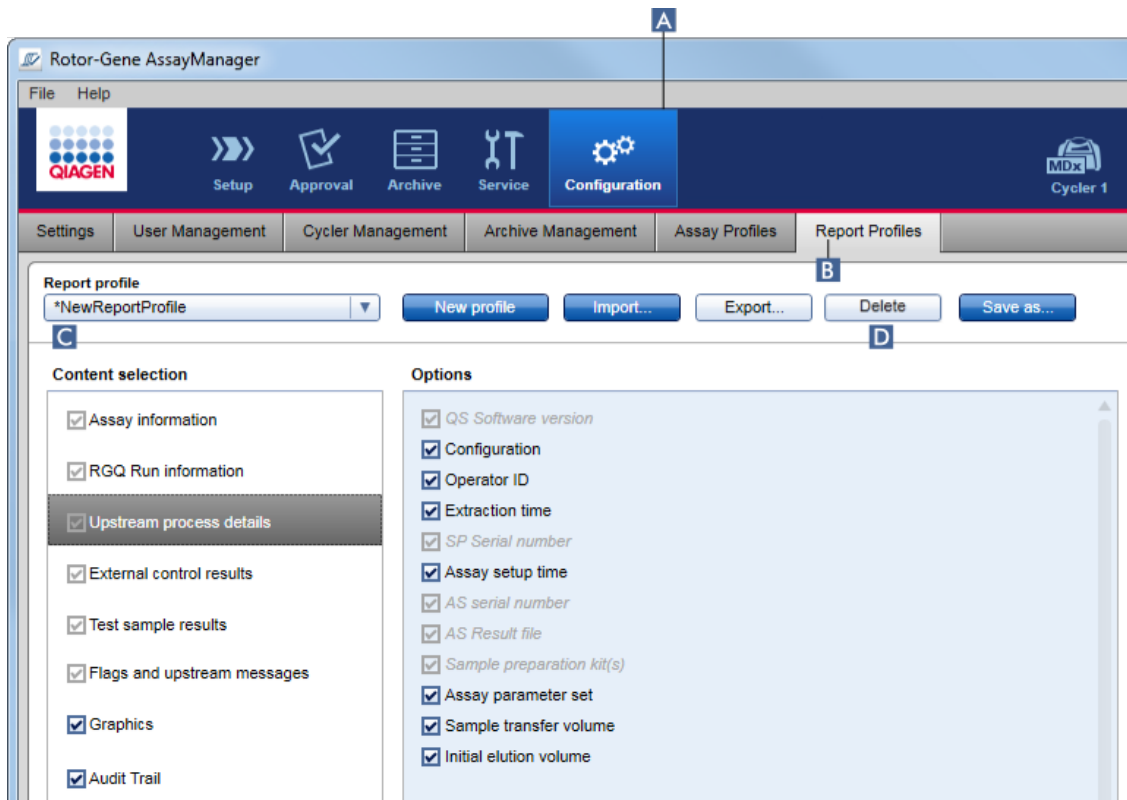 A
Rotor-Gene AssayManager
File Help
QIAGEN
Setup
Approval
Archive
Service
Configuration
MDx
Cycler 1
Settings
User Management
Cycler Management
Archive Management
Assay Profiles
Report Profiles
B
Report profile
*NewReportProfile
New profile
Import...
Export...
Delete
Save as...
C
D
Content selection
Assay information
RGQ Run information
Upstream process details
External control results
Test sample results
Flags and upstream messages
Graphics
Audit Trail
Options
QS Software version
Configuration
Operator ID
Extraction time
SP Serial number
Assay setup time
AS serial number
AS Result file
Sample preparation kit(s)
Assay parameter set
Sample transfer volume
Initial elution volume